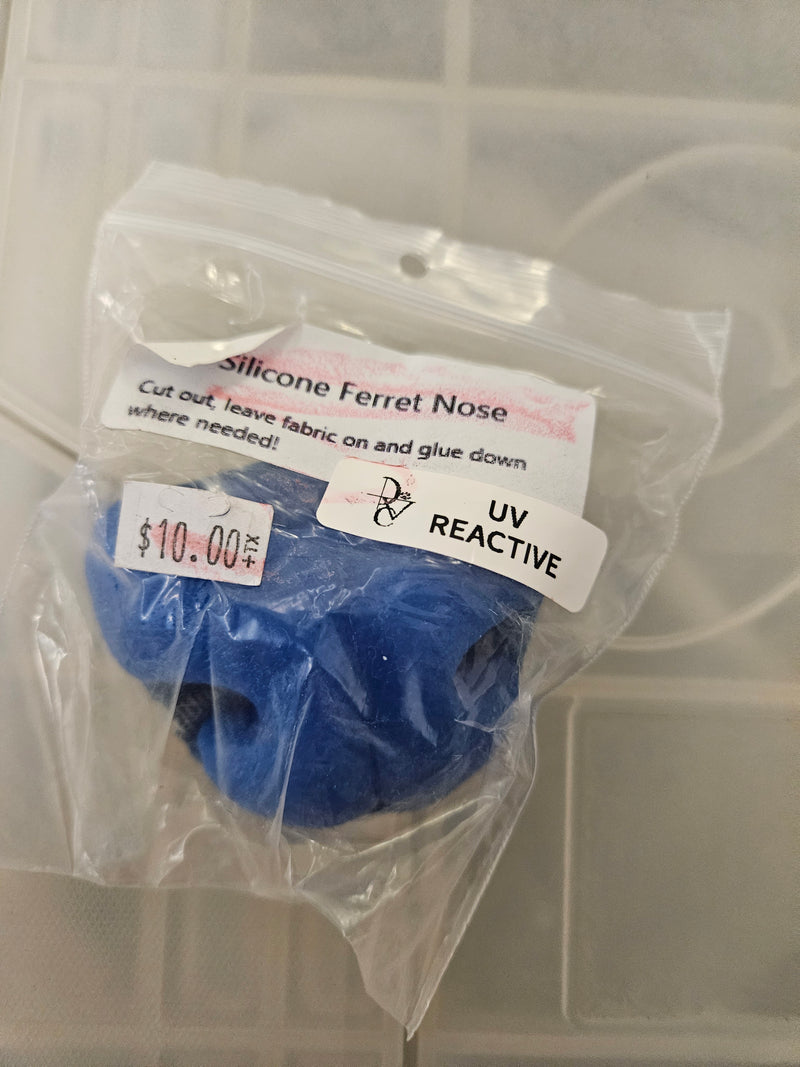 Silicone Ferret Nose
Cut out, leave fabric on and glue down
where needed!
UV
REACTIVE
$10.00 +TX